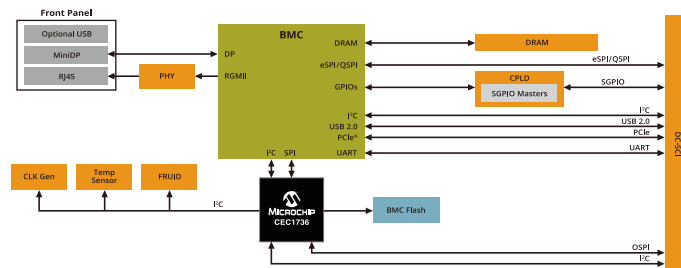 Front Panel
Optional USB
MiniDP
RJ45
PHY
BMC
DP
RGMII
DRAM
eSPI/QSPI
GPIOs
I²C
USB 2.0
PCIe®
UART
I²C SPI
DRAM
CPLD
SGPIO Masters
eSPI/QSPI
SGPIO
I²C
USB 2.0
PCIe
UART
DC-SCI
CLK Gen
Temp
Sensor
FRUID
I²C
MICROCHIP
CEC1736
BMC Flash
OSPI
I²C